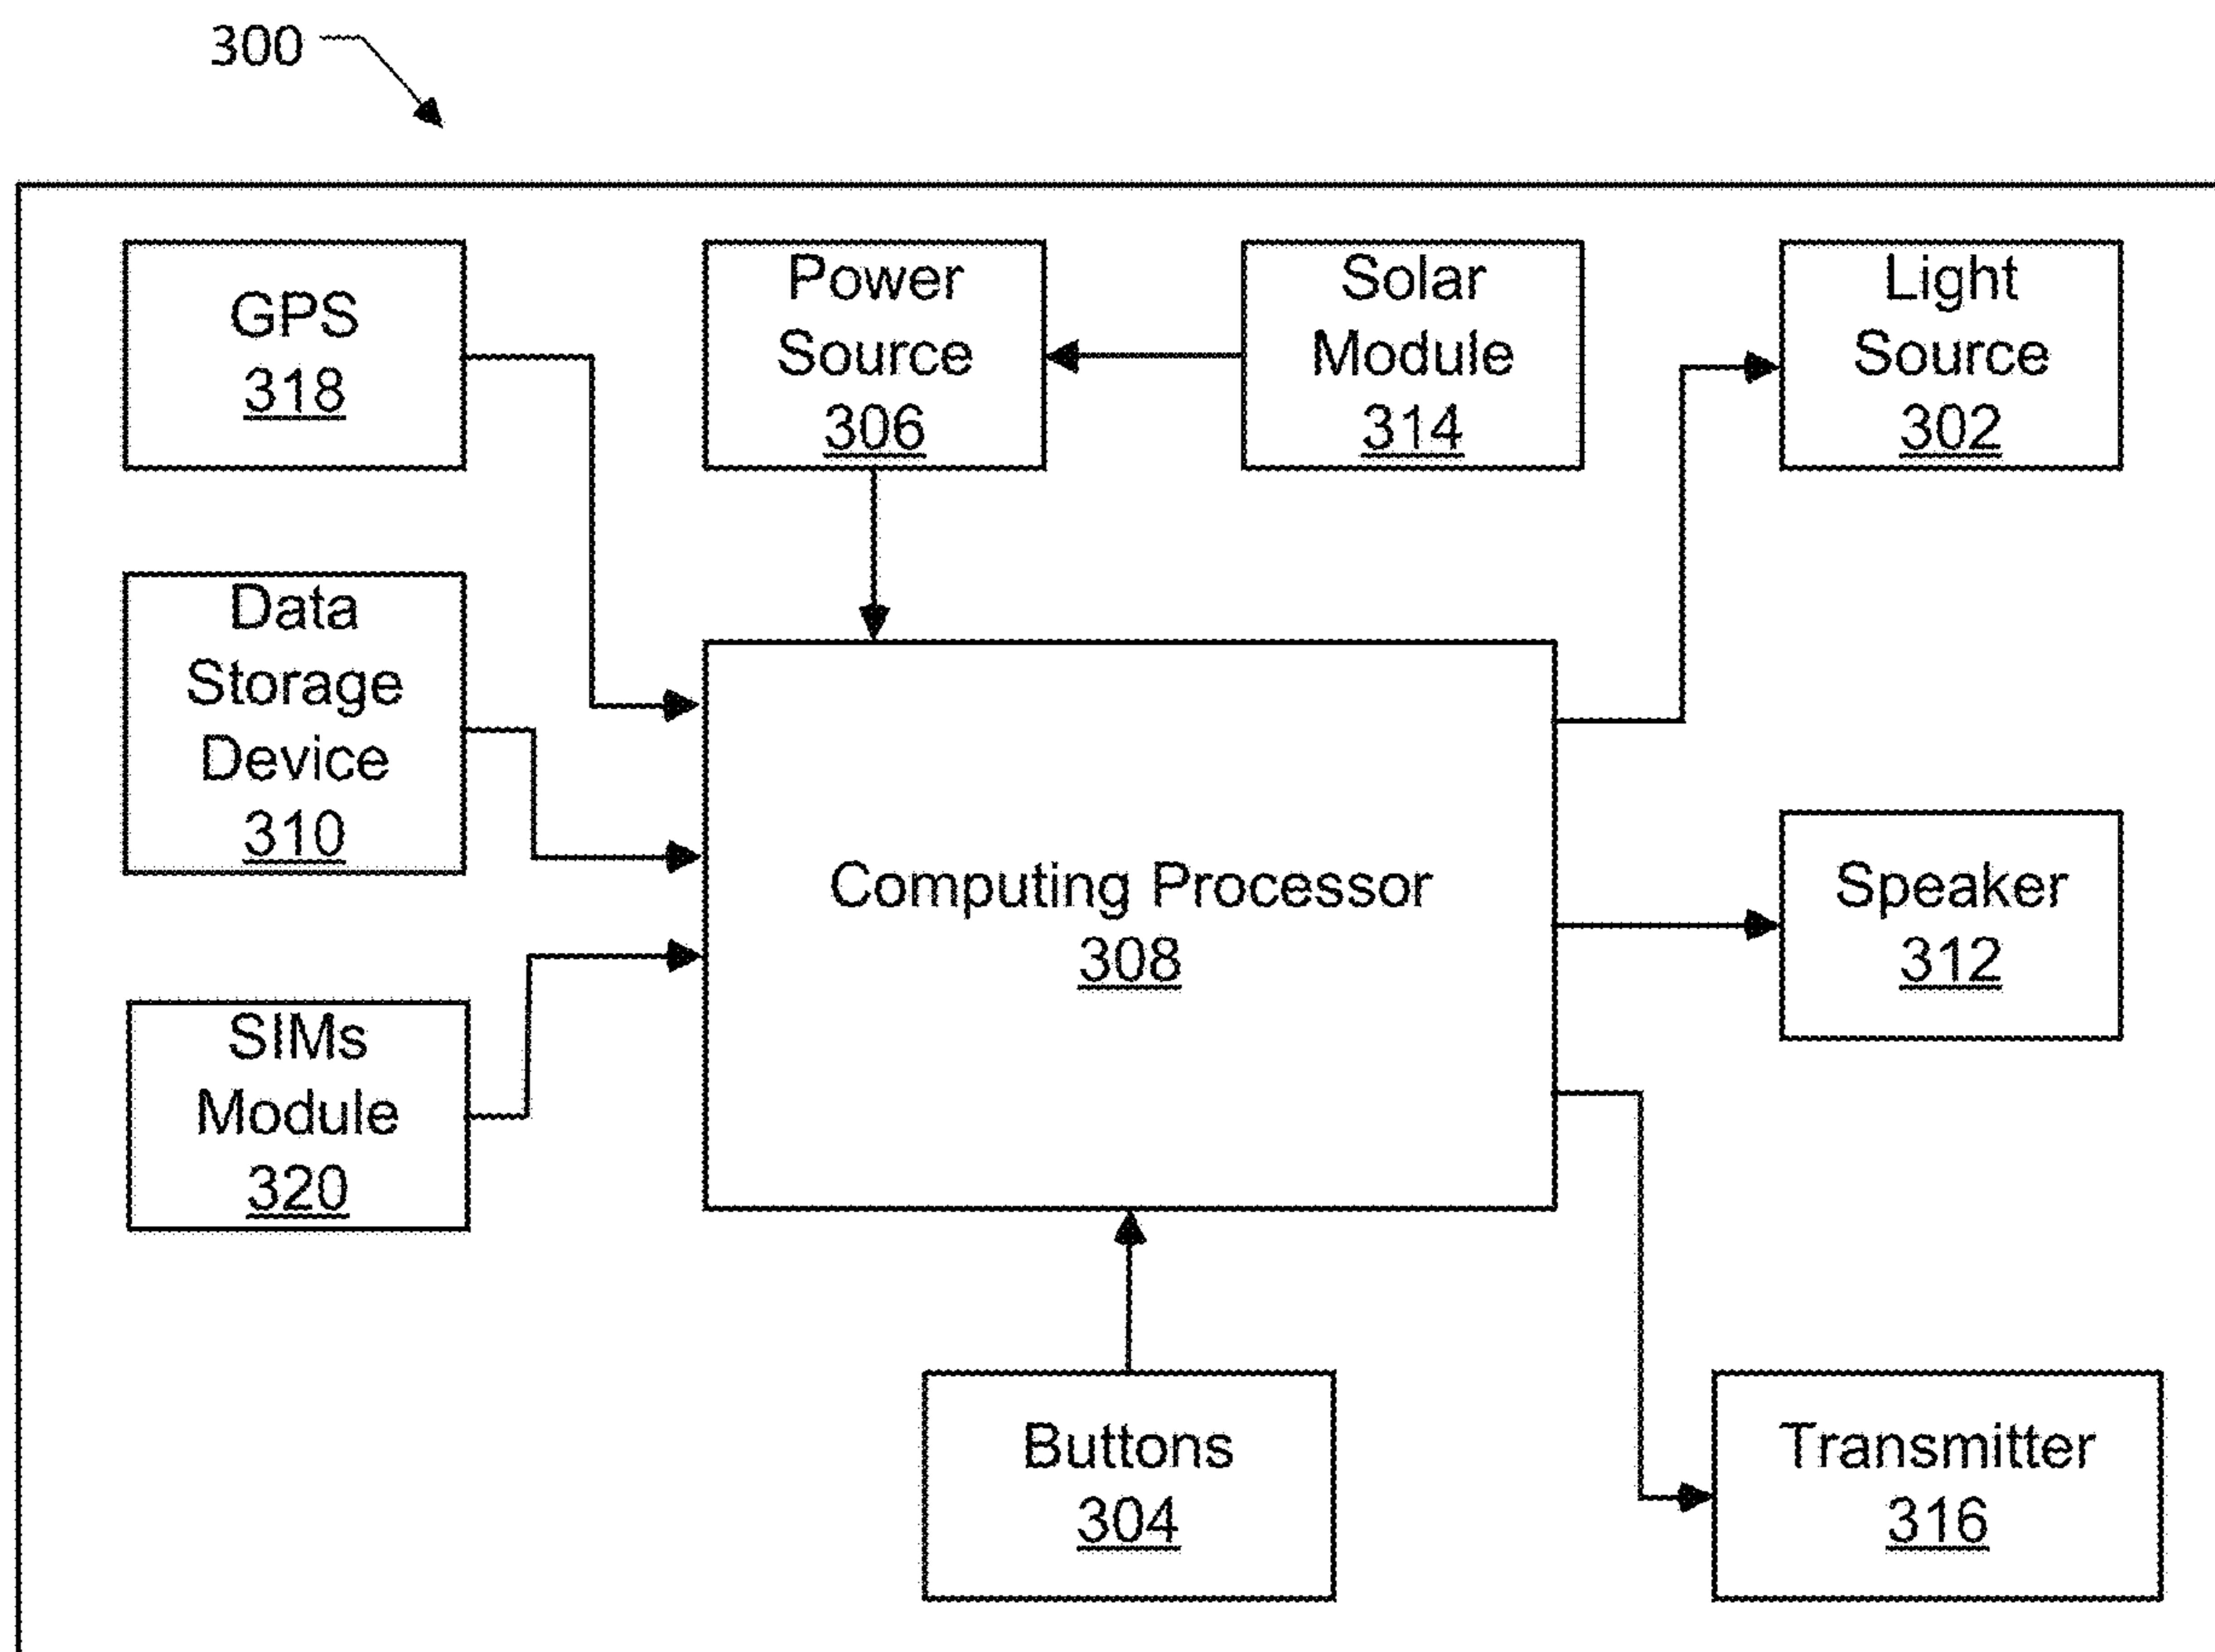 300
GPS
318
Power
Source
306
Solar
Module
314
Light
Source
302
Data
Storage
Device
310
Computing Processor
308
Speaker
312
SIMs
Module
320
Buttons
304
Transmitter
316